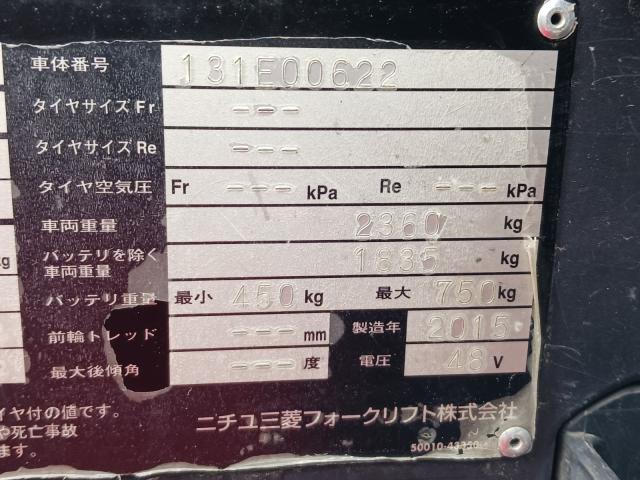 車体番号 131E00622
タイヤサイズ Fr ---
タイヤサイズ Re ---
タイヤ空気圧 Fr --- kPa Re --- kPa
車両重量 2360 kg
バッテリを除く車両重量 1835 kg
バッテリ重量 最小 450 kg 最大 750 kg
前輪トレッド --- mm 製造年 2015
最大後傾角 --- 度 電圧 48 V
イヤ付の値です。
や死亡事故
ます。
ニチユ三菱フォークリフト株式会社
kg